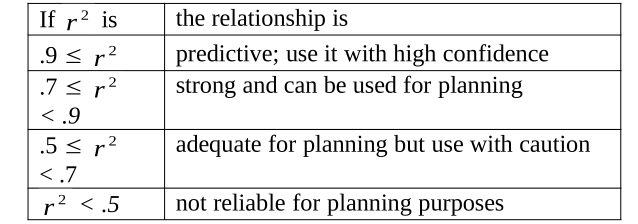 If r² is the relationship is
.9 ≤ r² predictive; use it with high confidence
.7 ≤ r² strong and can be used for planning
< .9
.5 ≤ r² adequate for planning but use with caution
< .7
r² < .5 not reliable for planning purposes